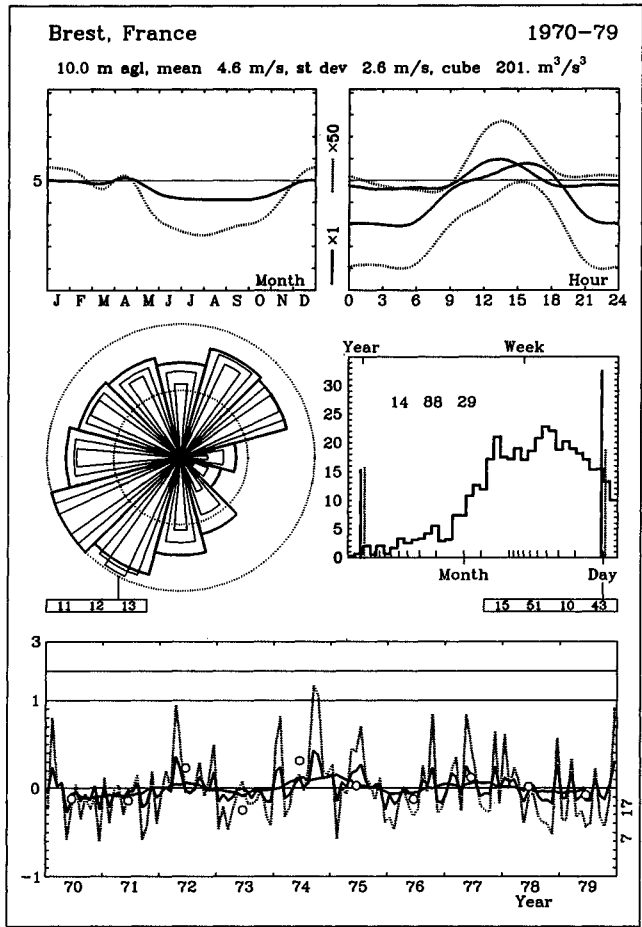 Brest, France 1970-79
10.0 m agl, mean 4.6 m/s, st dev 2.6 m/s, cube 201. m³/s³
5
Month
J F M A M J J A S O N D
×1 ×50
Hour
0 3 6 9 12 15 18 21 24
Year Week
35
30
25
20
15
10
5
0
14 88 29
Month Day
11 12 13
15 51 10 43
3
1
0
-1
7 17
70 71 72 73 74 75 76 77 78 79
Year